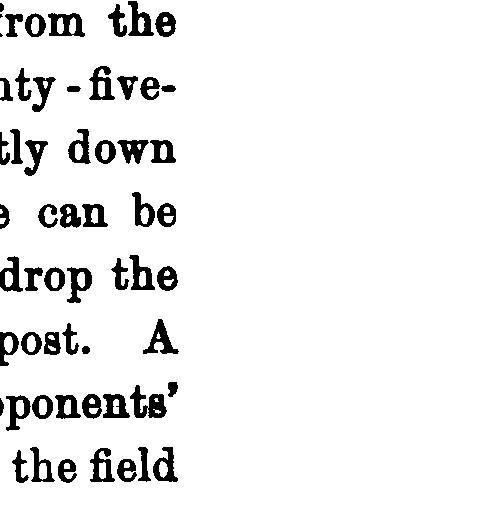 from the
nty-five-
tly down
e can be
drop the
post. A
pponents'
the field